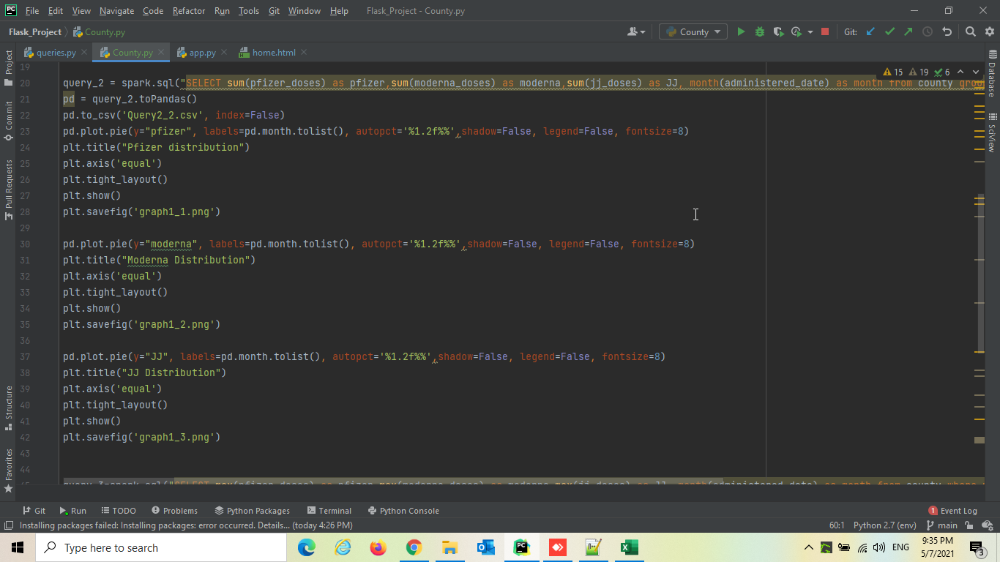 File Edit View Navigate Code Refactor Run Tools Git Window Help Flask_Project - County.py
Flask_Project County.py County Git:
queries.py County.py app.py home.html
Project
Commit
Pull Requests
Structure
Favorites
Database
SciView
15 19 6
19
20 query_2 = spark.sql("SELECT sum(pfizer_doses) as pfizer,sum(moderna_doses) as moderna,sum(jj_doses) as JJ, month(administered_date) as month from county grou
21 pd = query_2.toPandas()
22 pd.to_csv('Query2_2.csv', index=False)
23 pd.plot.pie(y="pfizer", labels=pd.month.tolist(), autopct='%1.2f%%',shadow=False, legend=False, fontsize=8)
24 plt.title("Pfizer distribution")
25 plt.axis('equal')
26 plt.tight_layout()
27 plt.show()
28 plt.savefig('graph1_1.png')
29
30 pd.plot.pie(y="moderna", labels=pd.month.tolist(), autopct='%1.2f%%',shadow=False, legend=False, fontsize=8)
31 plt.title("Moderna Distribution")
32 plt.axis('equal')
33 plt.tight_layout()
34 plt.show()
35 plt.savefig('graph1_2.png')
36
37 pd.plot.pie(y="JJ", labels=pd.month.tolist(), autopct='%1.2f%%',shadow=False, legend=False, fontsize=8)
38 plt.title("JJ Distribution")
39 plt.axis('equal')
40 plt.tight_layout()
41 plt.show()
42 plt.savefig('graph1_3.png')
43
44
query_3=spark.sql("SELECT max(pfizer_doses) as pfizer,max(moderna_doses) as moderna,max(jj_doses) as JJ, month(administered_date) as month from county where
Git Run TODO Problems Python Packages Terminal Python Console 1 Event Log
Installing packages failed: Installing packages: error occurred. Details... (today 4:26 PM) 60:1 Python 2.7 (env) main
Type here to search ENG 9:35 PM
5/7/2021 3